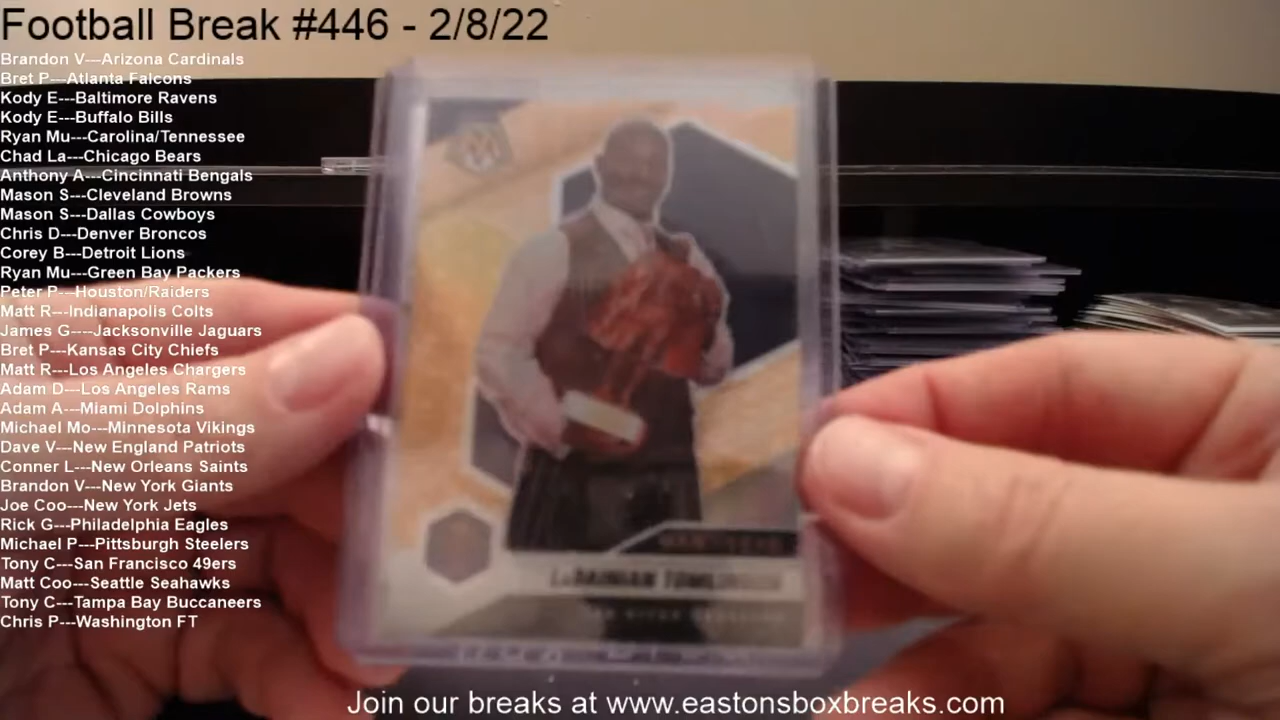 Football Break #446 - 2/8/22
Brandon V---Arizona Cardinals
Bret P---Atlanta Falcons
Kody E---Baltimore Ravens
Kody E---Buffalo Bills
Ryan Mu---Carolina/Tennessee
Chad La---Chicago Bears
Anthony A---Cincinnati Bengals
Mason S---Cleveland Browns
Mason S---Dallas Cowboys
Chris D---Denver Broncos
Corey B---Detroit Lions
Ryan Mu---Green Bay Packers
Peter P---Houston/Raiders
Matt R---Indianapolis Colts
James G----Jacksonville Jaguars
Bret P---Kansas City Chiefs
Matt R---Los Angeles Chargers
Adam D---Los Angeles Rams
Adam A---Miami Dolphins
Michael Mo---Minnesota Vikings
Dave V---New England Patriots
Conner L---New Orleans Saints
Brandon V---New York Giants
Joe Coo---New York Jets
Rick G---Philadelphia Eagles
Michael P---Pittsburgh Steelers
Tony C---San Francisco 49ers
Matt Coo---Seattle Seahawks
Tony C---Tampa Bay Buccaneers
Chris P---Washington FT
LaDAINIAN TOMLINSON
Join our breaks at www.eastonsboxbreaks.com